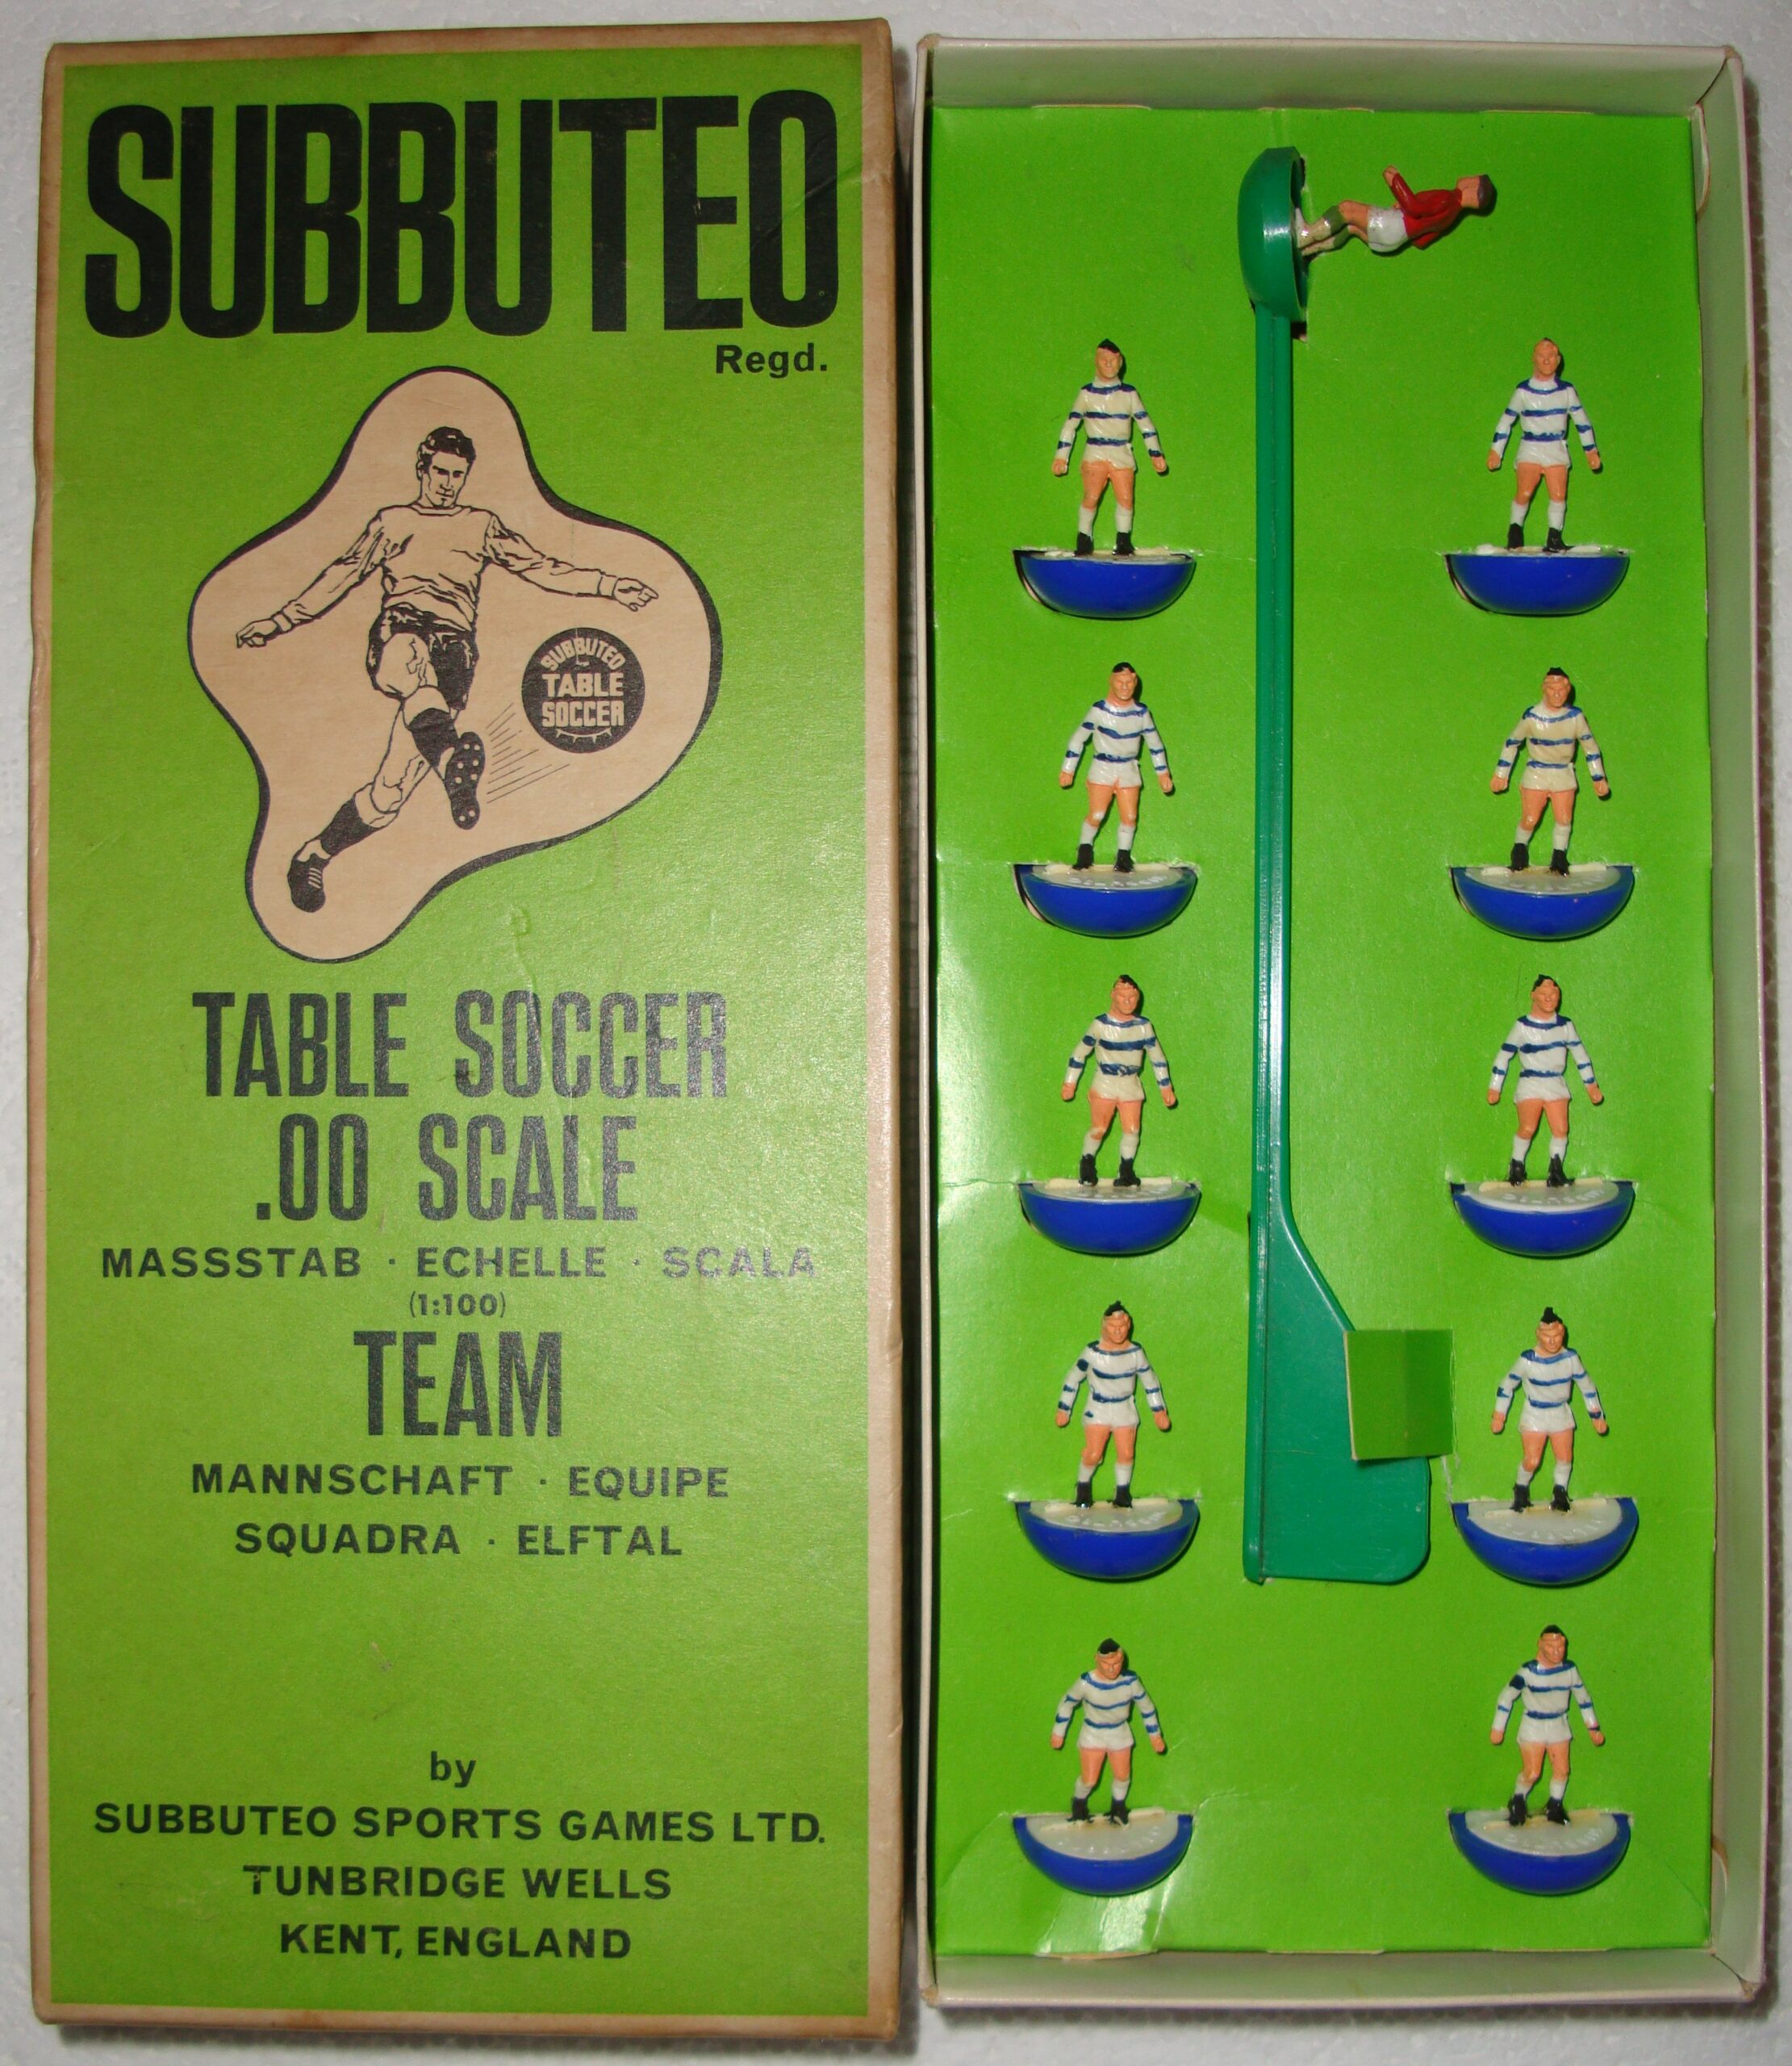 SUBBUTEO
Regd.
SUBBUTEO
TABLE
SOCCER
TABLE SOCCER
.00 SCALE
MASSSTAB · ECHELLE · SCALA
(1:100)
TEAM
MANNSCHAFT · EQUIPE
SQUADRA · ELFTAL
by
SUBBUTEO SPORTS GAMES LTD.
TUNBRIDGE WELLS
KENT, ENGLAND